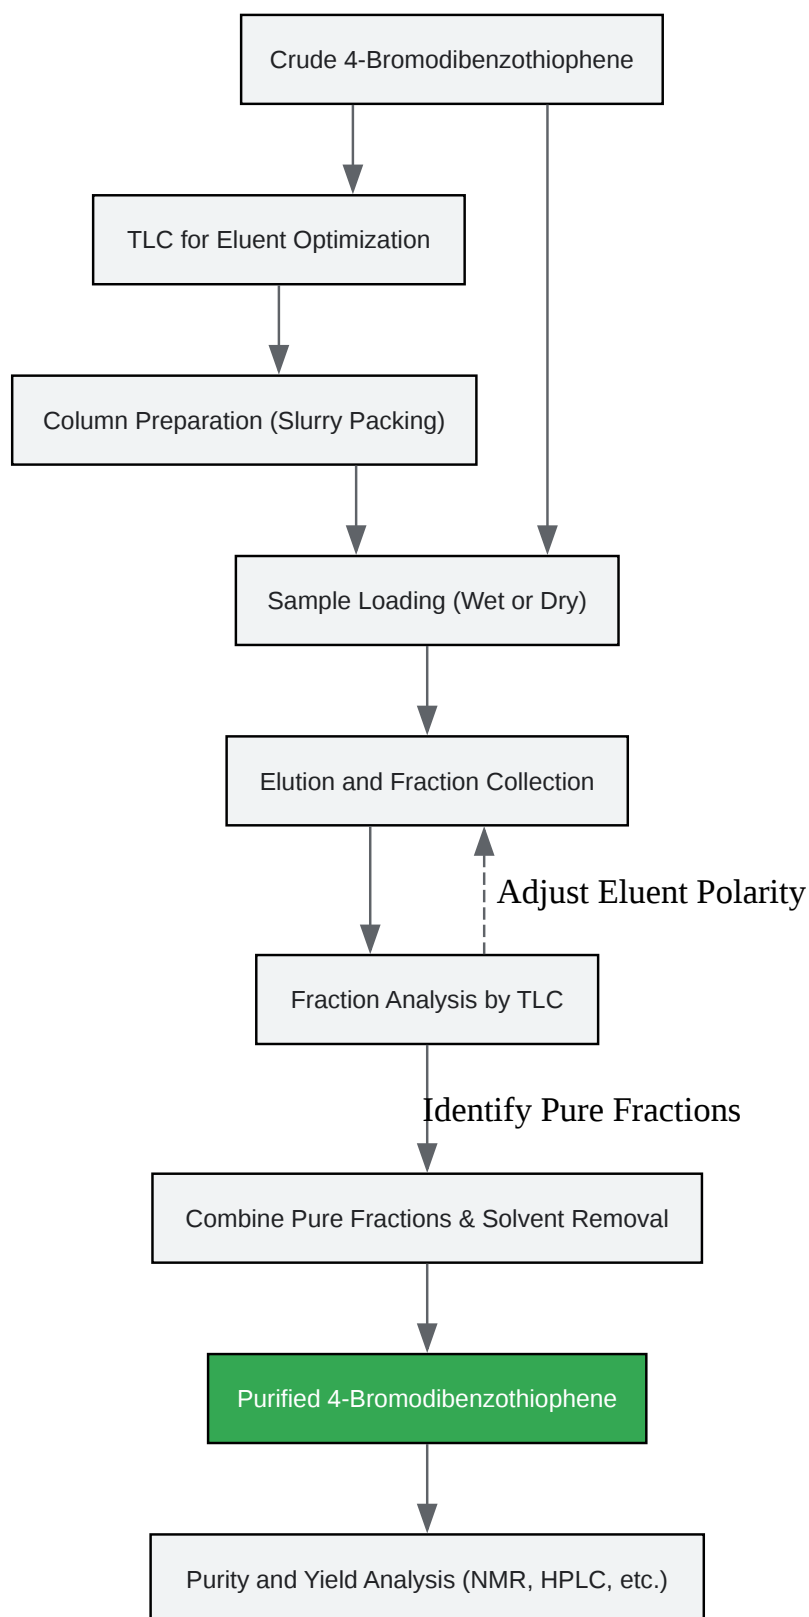 Crude 4-Bromodibenzothiophene
TLC for Eluent Optimization
Column Preparation (Slurry Packing)
Sample Loading (Wet or Dry)
Elution and Fraction Collection
Adjust Eluent Polarity
Fraction Analysis by TLC
Identify Pure Fractions
Combine Pure Fractions & Solvent Removal
Purified 4-Bromodibenzothiophene
Purity and Yield Analysis (NMR, HPLC, etc.)